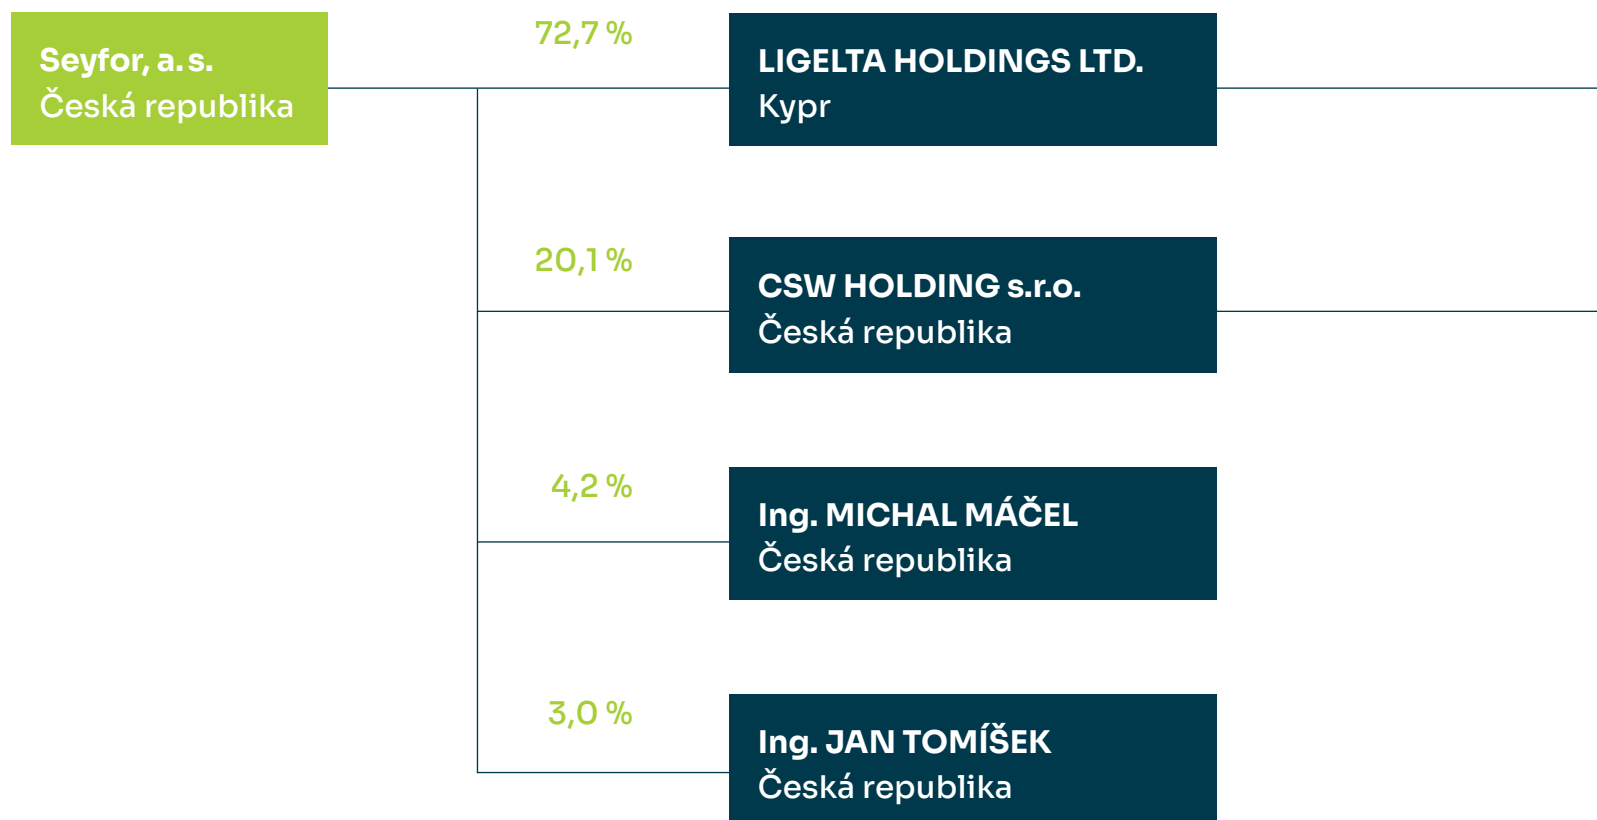 Seyfor, a. s.
Česká republika
72,7 %
LIGELTA HOLDINGS LTD.
Kypr
20,1 %
CSW HOLDING s.r.o.
Česká republika
4,2 %
Ing. MICHAL MÁČEL
Česká republika
3,0 %
Ing. JAN TOMÍŠEK
Česká republika